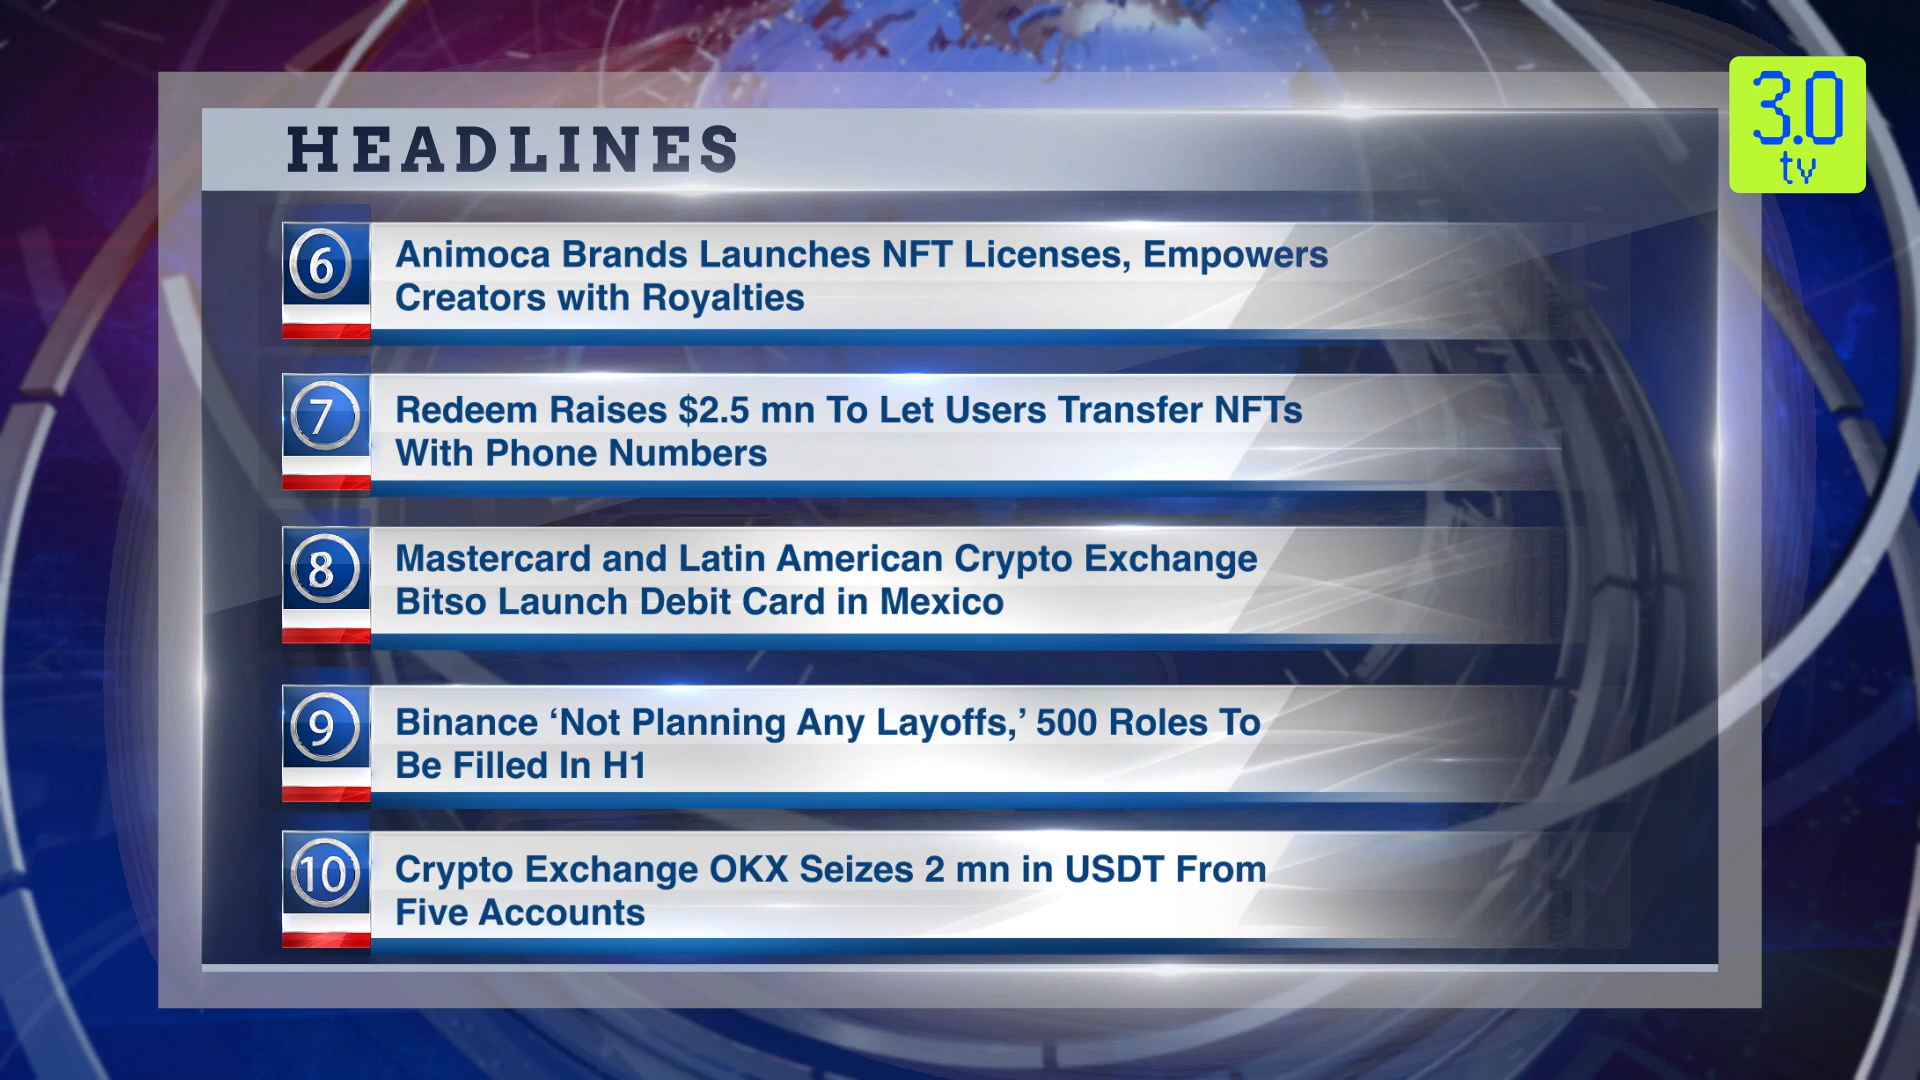 HEADLINES
3.0
tv
6
Animoca Brands Launches NFT Licenses, Empowers
Creators with Royalties
7
Redeem Raises $2.5 mn To Let Users Transfer NFTs
With Phone Numbers
8
Mastercard and Latin American Crypto Exchange
Bitso Launch Debit Card in Mexico
9
Binance ‘Not Planning Any Layoffs,’ 500 Roles To
Be Filled In H1
10
Crypto Exchange OKX Seizes 2 mn in USDT From
Five Accounts